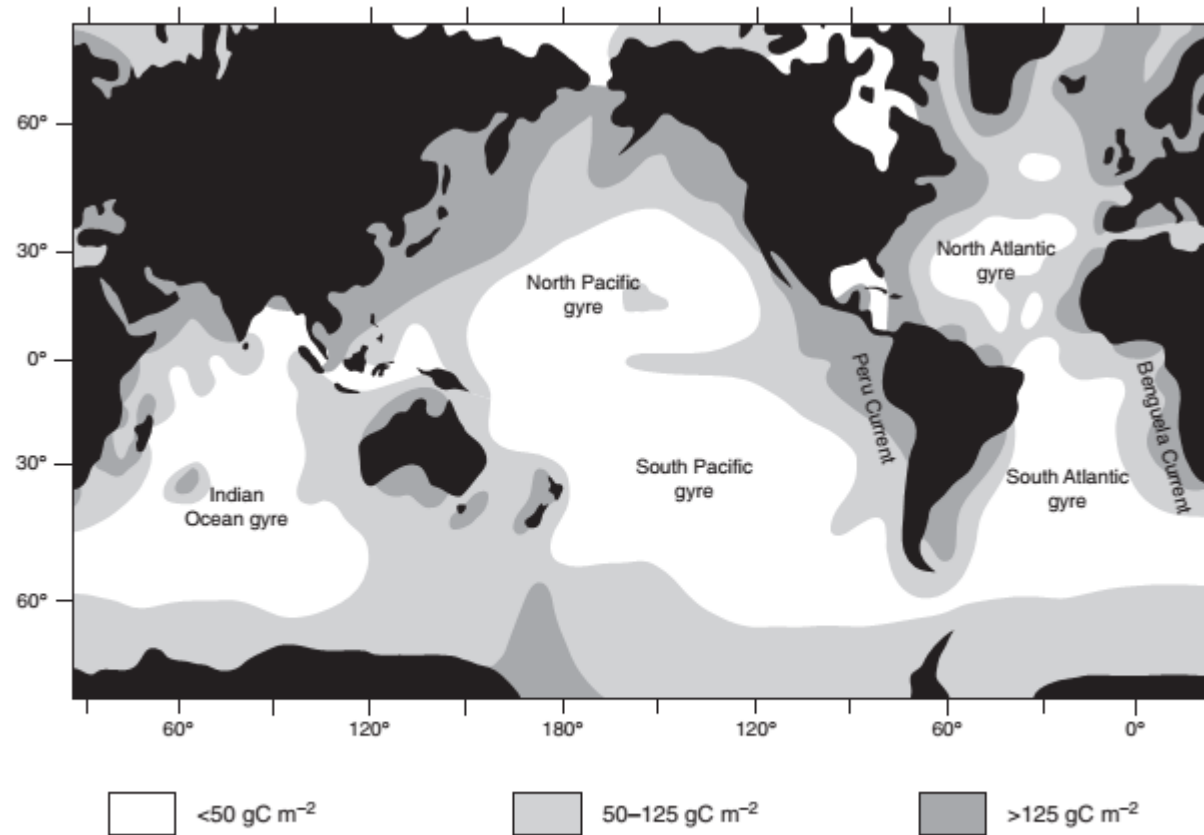 60°
30°
0°
30°
60°
North Pacific
gyre
North Atlantic
gyre
Peru Current
Benguela Current
Indian
Ocean gyre
South Pacific
gyre
South Atlantic
gyre
60°
120°
180°
120°
60°
0°
<50 gC m⁻²
50–125 gC m⁻²
>125 gC m⁻²